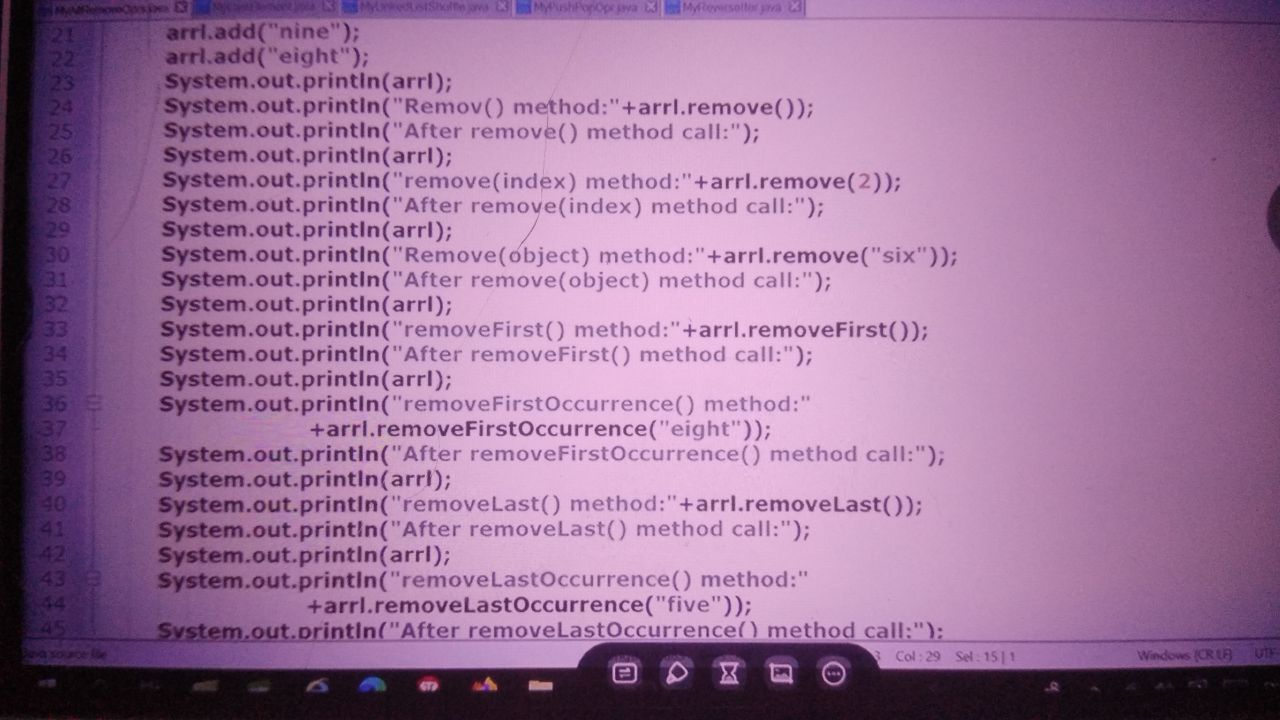 MyLinkedListShuffle.java MyPushPopOpr.java MyReverseItor.java
21 arrl.add("nine");
22 arrl.add("eight");
23 System.out.println(arrl);
24 System.out.println("Remov() method:"+arrl.remove());
25 System.out.println("After remove() method call:");
26 System.out.println(arrl);
27 System.out.println("remove(index) method:"+arrl.remove(2));
28 System.out.println("After remove(index) method call:");
29 System.out.println(arrl);
30 System.out.println("Remove(object) method:"+arrl.remove("six"));
31 System.out.println("After remove(object) method call:");
32 System.out.println(arrl);
33 System.out.println("removeFirst() method:"+arrl.removeFirst());
34 System.out.println("After removeFirst() method call:");
35 System.out.println(arrl);
36 System.out.println("removeFirstOccurrence() method:"
37 +arrl.removeFirstOccurrence("eight"));
38 System.out.println("After removeFirstOccurrence() method call:");
39 System.out.println(arrl);
40 System.out.println("removeLast() method:"+arrl.removeLast());
41 System.out.println("After removeLast() method call:");
42 System.out.println(arrl);
43 System.out.println("removeLastOccurrence() method:"
44 +arrl.removeLastOccurrence("five"));
45 System.out.println("After removeLastOccurrence() method call:");
Java source file Col : 29 Sel : 15 | 1 Windows (CR LF) UTF